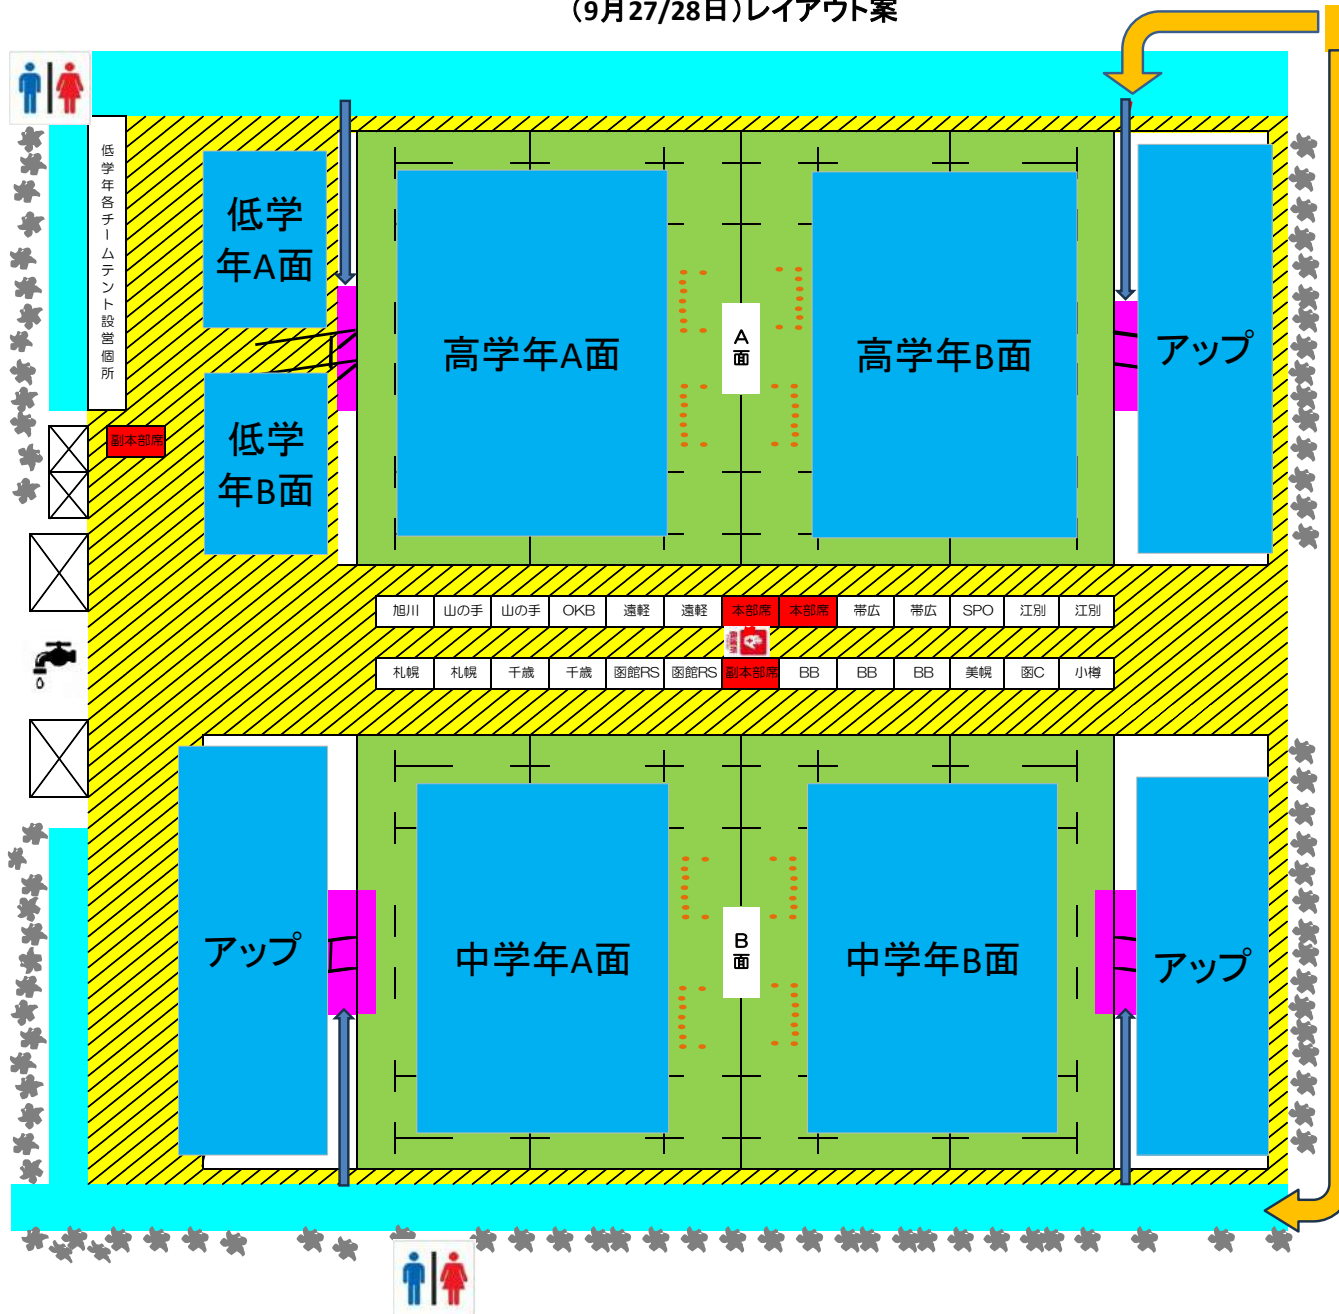 (9月27/28日)レイアウト案
低学年各チームテント設営個所
低学
年A面
高学年A面
A面
高学年B面
アップ
副本部席
低学
年B面
旭川 山の手 山の手 OKB 遠軽 遠軽 本部席 本部席 帯広 帯広 SPO 江別 江別
札幌 札幌 千歳 千歳 函館RS 函館RS 副本部席 BB BB BB 美幌 函C 小樽
アップ
中学年A面
B面
中学年B面
アップ